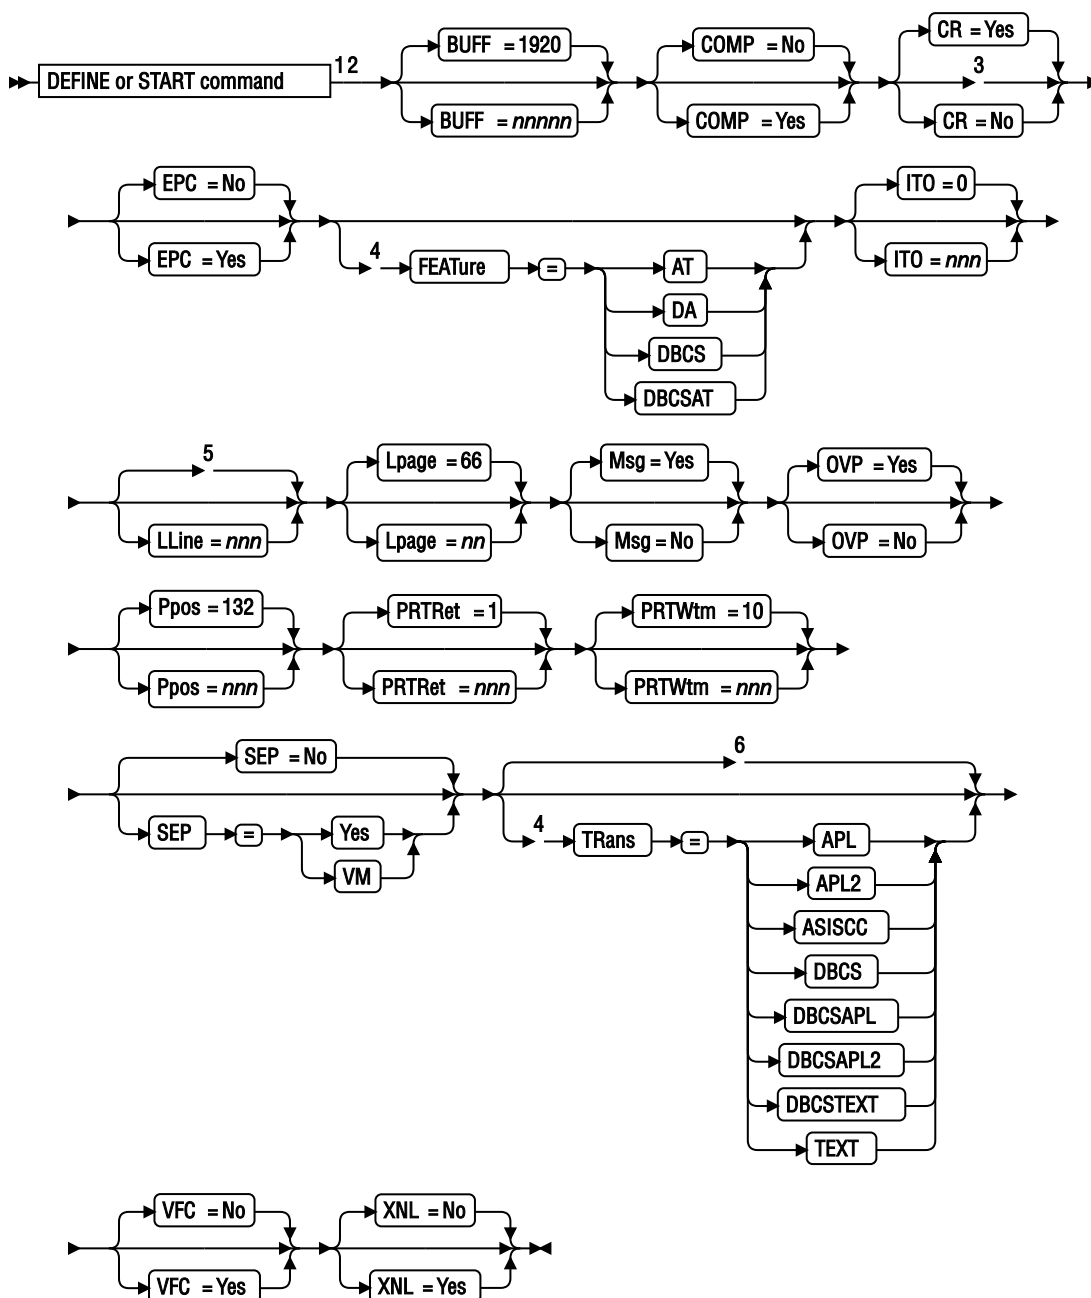 BUFF = 1920 COMP = No CR = Yes
DEFINE or START command 1 2 3
BUFF = nnnnn COMP = Yes CR = No
EPC = No ITO = 0
EPC = Yes 4 FEATure = AT ITO = nnn
DA
DBCS
DBCSAT
5 Lpage = 66 Msg = Yes OVP = Yes
LLine = nnn Lpage = nn Msg = No OVP = No
Ppos = 132 PRTRet = 1 PRTWtm = 10
Ppos = nnn PRTRet = nnn PRTWtm = nnn
SEP = No 6
SEP = Yes 4 TRans = APL
VM APL2
ASISCC
DBCS
DBCSAPL
DBCSAPL2
DBCSTEXT
TEXT
VFC = No XNL = No
VFC = Yes XNL = Yes